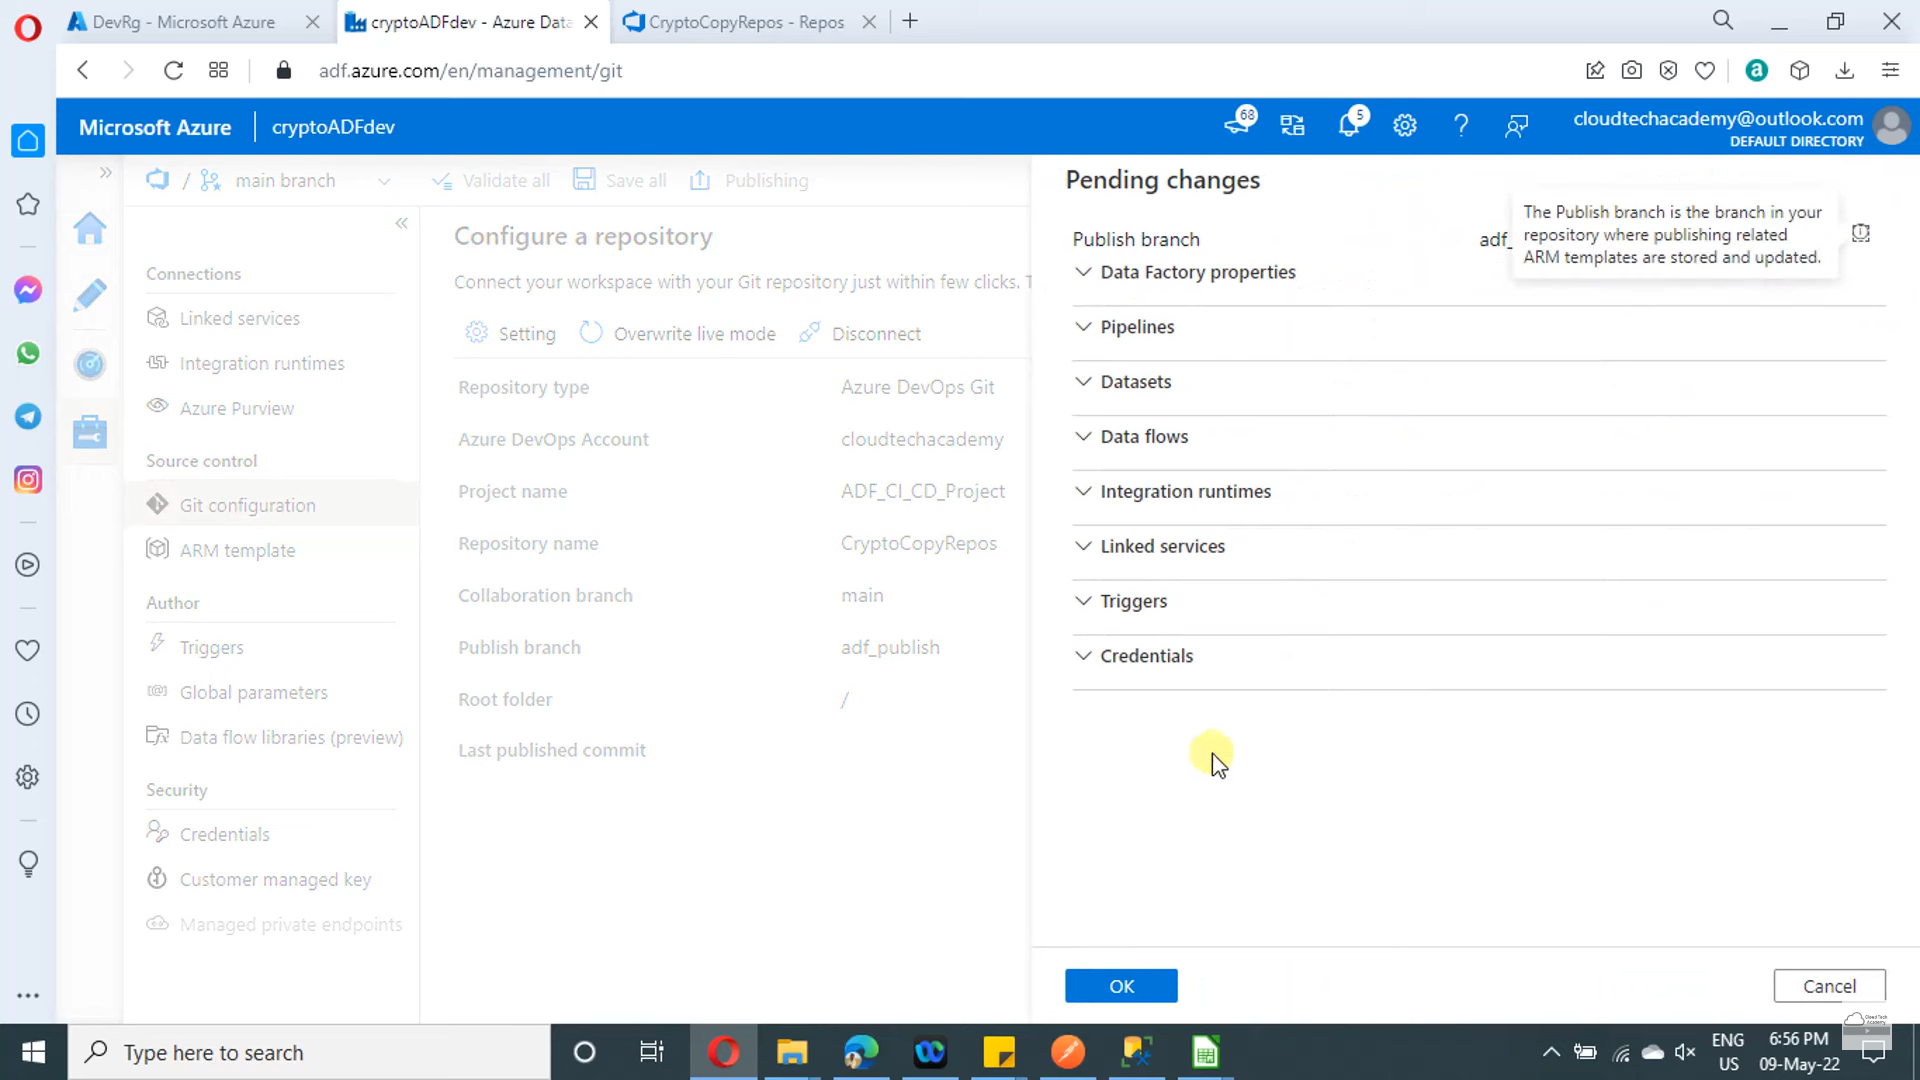 DevRg - Microsoft Azure
cryptoADFdev - Azure Data
CryptoCopyRepos - Repos
adf.azure.com/en/management/git
a
Microsoft Azure
cryptoADFdev
68
5
cloudtechacademy@outlook.com
DEFAULT DIRECTORY
/ main branch
Validate all
Save all
Publishing
Connections
Linked services
Integration runtimes
Azure Purview
Source control
Git configuration
ARM template
Author
Triggers
Global parameters
Data flow libraries (preview)
Security
Credentials
Customer managed key
Managed private endpoints
Configure a repository
Connect your workspace with your Git repository just within few clicks. T
Setting
Overwrite live mode
Disconnect
Repository type Azure DevOps Git
Azure DevOps Account cloudtechacademy
Project name ADF_CI_CD_Project
Repository name CryptoCopyRepos
Collaboration branch main
Publish branch adf_publish
Root folder /
Last published commit
Pending changes
Publish branch adf_
The Publish branch is the branch in your
repository where publishing related
ARM templates are stored and updated.
Data Factory properties
Pipelines
Datasets
Data flows
Integration runtimes
Linked services
Triggers
Credentials
OK
Cancel
Cloud Tech
Academy
Type here to search
ENG
US
6:56 PM
09-May-22